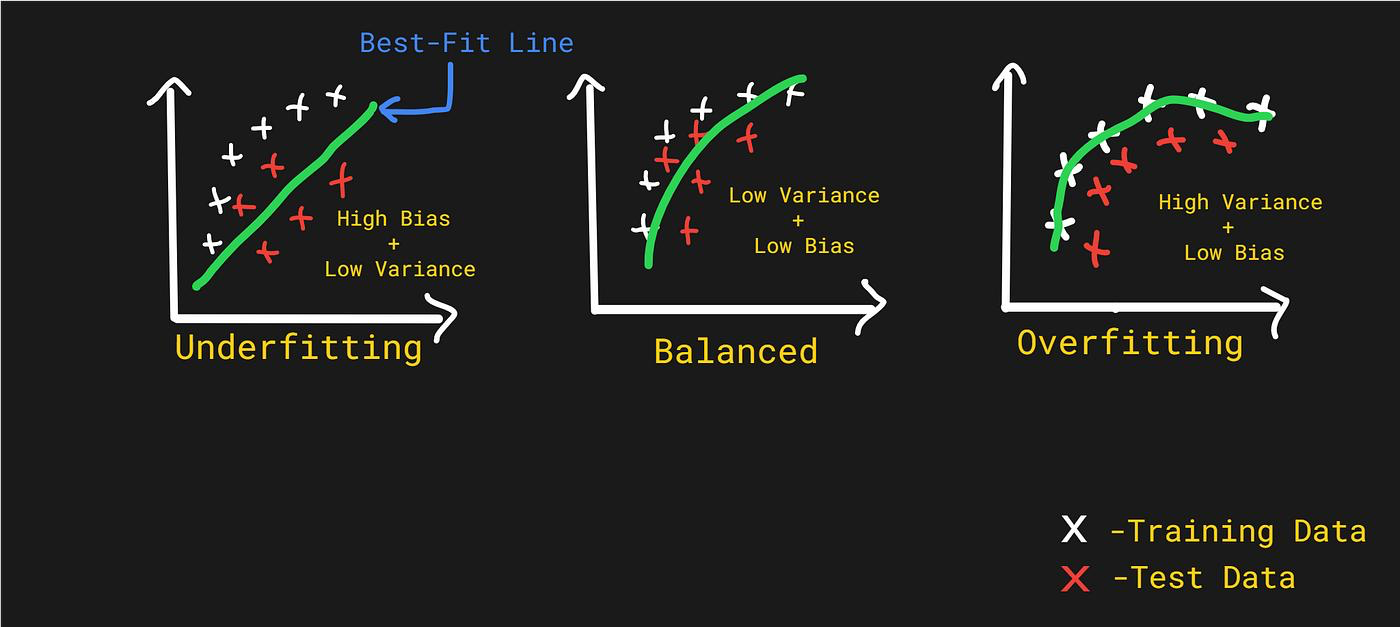 Best-Fit Line
High Bias
+
Low Variance
Underfitting
Low Variance
+
Low Bias
Balanced
High Variance
+
Low Bias
Overfitting
X -Training Data
X -Test Data